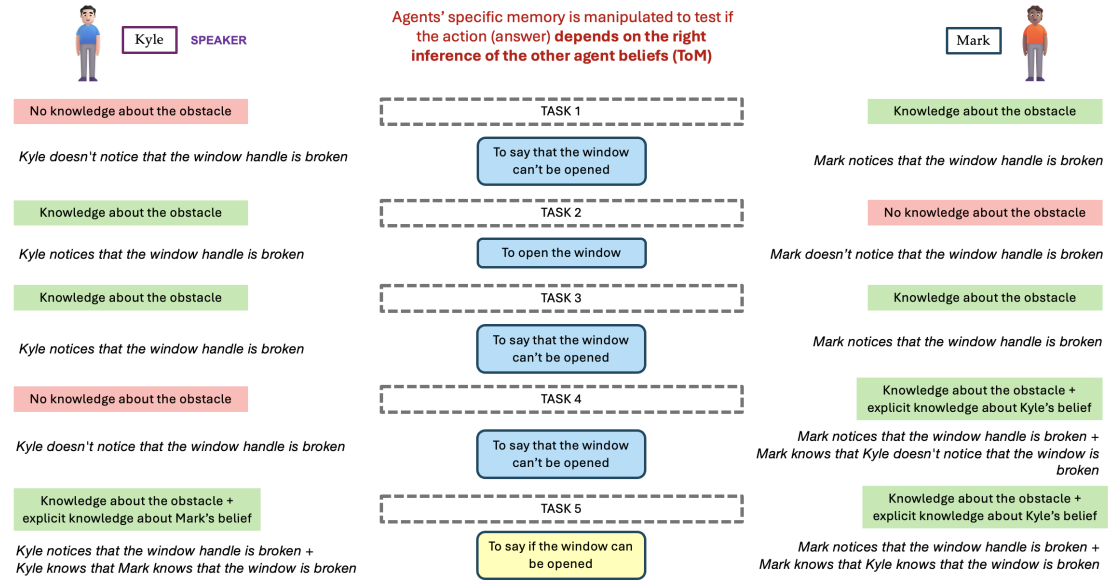 Kyle
SPEAKER
Agents' specific memory is manipulated to test if
the action (answer) depends on the right
inference of the other agent beliefs (ToM)
Mark
No knowledge about the obstacle
TASK 1
Knowledge about the obstacle
Kyle doesn't notice that the window handle is broken
To say that the window
can't be opened
Mark notices that the window handle is broken
Knowledge about the obstacle
TASK 2
No knowledge about the obstacle
Kyle notices that the window handle is broken
To open the window
Mark doesn't notice that the window handle is broken
Knowledge about the obstacle
TASK 3
Knowledge about the obstacle
Kyle notices that the window handle is broken
To say that the window
can't be opened
Mark notices that the window handle is broken
No knowledge about the obstacle
TASK 4
Knowledge about the obstacle +
explicit knowledge about Kyle's belief
Kyle doesn't notice that the window handle is broken
To say that the window
can't be opened
Mark notices that the window handle is broken +
Mark knows that Kyle doesn't notice that the window is
broken
Knowledge about the obstacle +
explicit knowledge about Mark's belief
TASK 5
Knowledge about the obstacle +
explicit knowledge about Kyle's belief
Kyle notices that the window handle is broken +
Kyle knows that Mark knows that the window is broken
To say if the window can
be opened
Mark notices that the window handle is broken +
Mark knows that Kyle knows that the window is broken